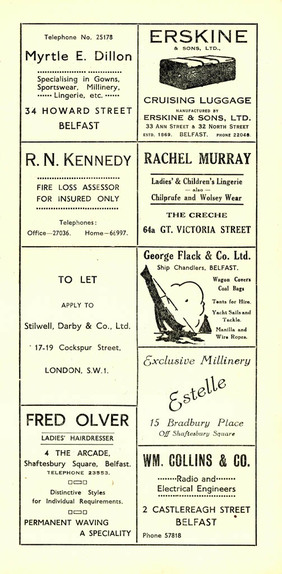 Telephone No. 25178
Myrtle E. Dillon
Specialising in Gowns,
Sportswear, Millinery,
Lingerie, etc.
34 HOWARD STREET
BELFAST
R. N. KENNEDY
FIRE LOSS ASSESSOR
FOR INSURED ONLY
Telephones:
Office—27036. Home—66997.
TO LET
APPLY TO
Stilwell, Darby & Co., Ltd.
17-19 Cockspur Street,
LONDON, S.W.1.
FRED OLVER
LADIES' HAIRDRESSER
4 THE ARCADE,
Shaftesbury Square, Belfast.
TELEPHONE 23553.
Distinctive Styles
for Individual Requirements.
PERMANENT WAVING
A SPECIALITY
ERSKINE
& SONS, LTD.,
CRUISING LUGGAGE
MANUFACTURED BY
ERSKINE & SONS, LTD.
33 ANN STREET & 32 NORTH STREET
ESTB. 1869. BELFAST. PHONE 22048.
RACHEL MURRAY
Ladies' & Children's Lingerie
— also —
Chilprufe and Wolsey Wear
THE CRECHE
64a GT. VICTORIA STREET
George Flack & Co. Ltd.
Ship Chandlers, BELFAST.
Wagon Covers
Coal Bags
Tents for Hire.
Yacht Sails and
Tackle.
Manilla and
Wire Ropes.
Exclusive Millinery
Estelle
15 Bradbury Place
Off Shaftesbury Square
WM. COLLINS & CO.
Radio and
Electrical Engineers
2 CASTLEREAGH STREET
BELFAST
Phone 57818